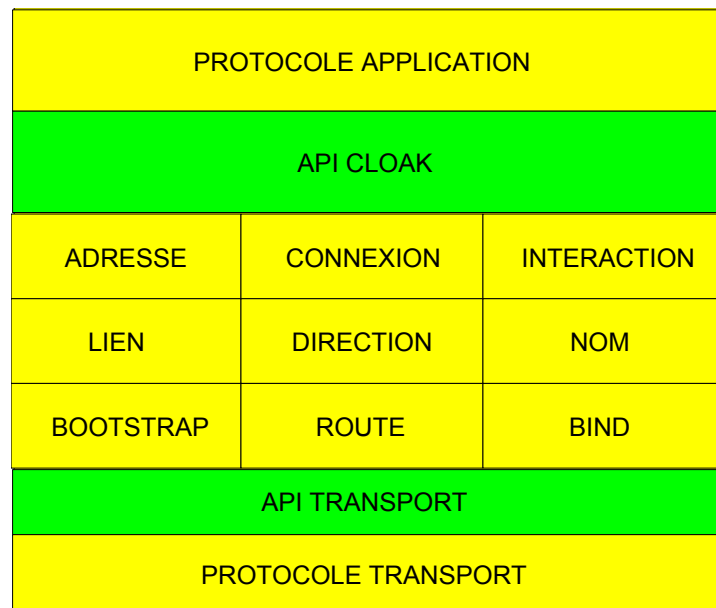 PROTOCOLE APPLICATION
API CLOAK
ADRESSE CONNEXION INTERACTION
LIEN DIRECTION NOM
BOOTSTRAP ROUTE BIND
API TRANSPORT
PROTOCOLE TRANSPORT